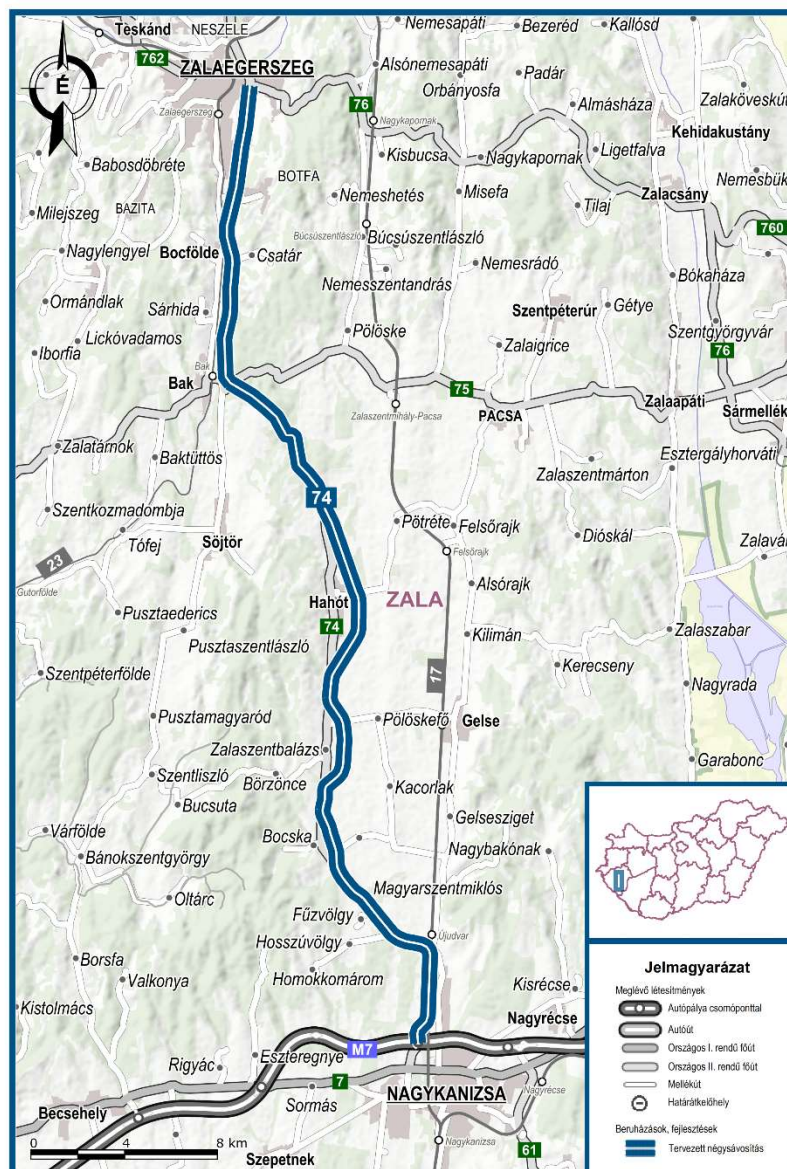 Teskánd
NESZELE
762
ZALAEGERSZEG
É
Zalaegerszeg
Nemesapáti
Bezeréd
Kallósd
Alsónemesapáti
Padár
Orbányosfa
76
Almásháza
Zalaköveskút
Nagykapornak
Kehidakustány
Babosdöbréte
BOTFA
Kisbucsa
Nagykapornak
Ligetfalva
Nemesbük
Milejszeg
BAZITA
Nemeshetés
Misefa
Tilaj
Zalacsány
760
Búcsúszentlászló
Búcsúszentlászló
Nagylengyel
Bocfölde
Csatár
Nemesrádó
Bókaháza
Nemesszentandrás
Ormándlak
Sárhida
Szentpéterúr
Gétye
Szentgyörgyvár
Lickóvadamos
Pölöske
Zalaigrice
Iborfia
76
Bak
Bak
75
Zalaszentmihály-Pacsa
PACSA
Zalaapáti
Sármellék
Zalatárnok
Baktüttös
Zalaszentmárton
Esztergályhorváti
74
Szentkozmadombja
Pötréte
Felsőrajk
Dióskál
Tófej
Söjtör
Felsőrajk
Zalavár
23
Gutorfölde
Alsórajk
Hahót
ZALA
Pusztaederics
74
Pusztaszentlászló
Kilimán
Zalaszabar
Szentpéterfölde
Kerecseny
17
Nagyrada
Pusztamagyaród
Pölöskefő
Gelse
Zalaszentbalázs
Garabonc
Szentliszló
Börzönce
Kacorlak
Bucsuta
Gelsesziget
Várfölde
Bocska
Nagybakónak
Bánokszentgyörgy
Oltárc
Magyarszentmiklós
Fűzvölgy
Újudvar
Borsfa
Hosszúvölgy
Valkonya
Homokkomárom
Kisrécse
Kistolmács
Nagyrécse
M7
Eszteregnye
Rigyác
7
Becsehely
Sormás
NAGYKANIZSA
Nagyrécse
0 4 8 km
Szepetnek
Nagykanizsa
61
Jelmagyarázat
Meglévő létesítmények
Autópálya csomóponttal
Autóút
Országos I. rendű főút
Országos II. rendű főút
Mellékút
Határátkelőhely
Beruházások, fejlesztések
Tervezett négysávosítás